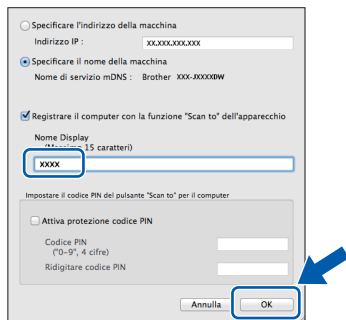 Specificare l'indirizzo della macchina
Indirizzo IP : XX.XXX.XXX.XXX
Specificare il nome della macchina
Nome di servizio mDNS : Brother XXX-JXXXXDW
Registrare il computer con la funzione "Scan to" dell'apparecchio
Nome Display
(Massimo 15 caratteri)
XXXX
Impostare il codice PIN del pulsante "Scan to" per il computer
Attiva protezione codice PIN
Codice PIN
("0–9", 4 cifre)
Ridigitare codice PIN
Annulla OK